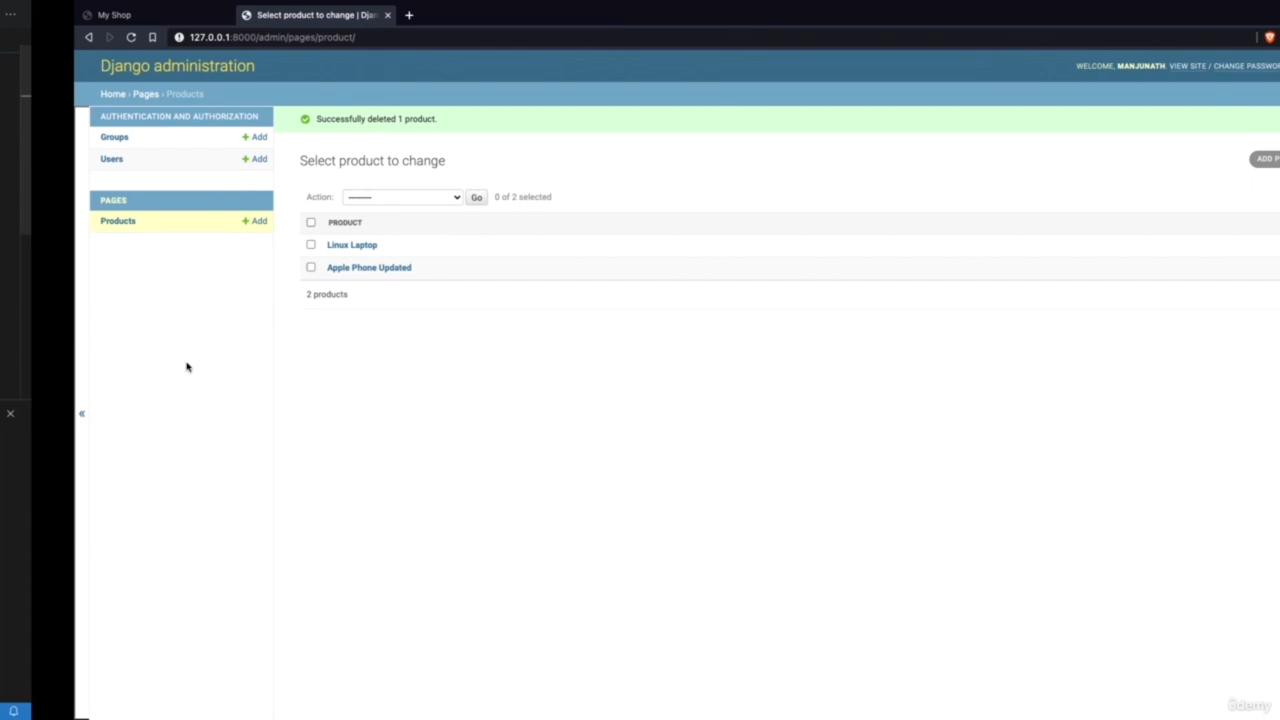 My Shop
Select product to change | Djan
127.0.0.1:8000/admin/pages/product/
Django administration
WELCOME, MANJUNATH. VIEW SITE / CHANGE PASSWOR
Home › Pages › Products
AUTHENTICATION AND AUTHORIZATION
Groups + Add
Users + Add
PAGES
Products + Add
Successfully deleted 1 product.
Select product to change
ADD P
Action: --------- Go 0 of 2 selected
PRODUCT
Linux Laptop
Apple Phone Updated
2 products
«
ûdemy